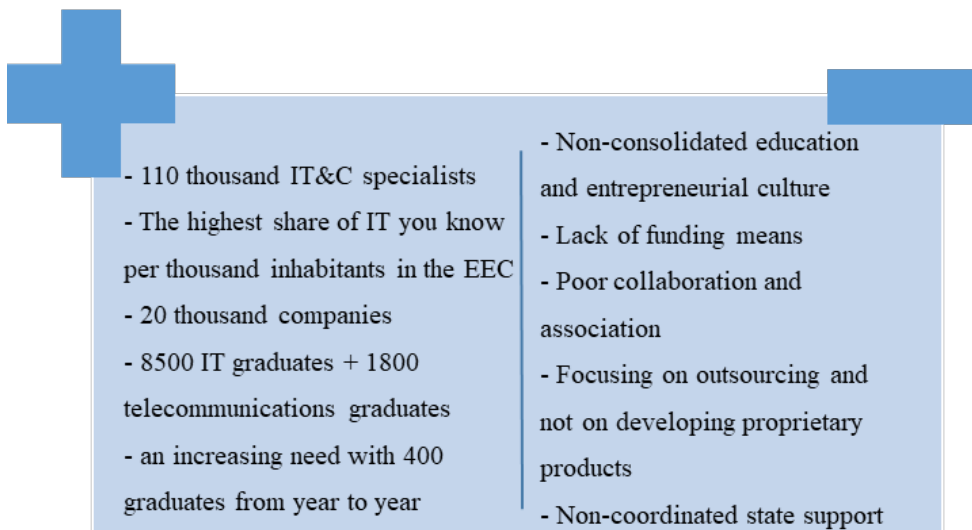 - 110 thousand IT&C specialists
- The highest share of IT you know
per thousand inhabitants in the EEC
- 20 thousand companies
- 8500 IT graduates + 1800
telecommunications graduates
- an increasing need with 400
graduates from year to year
- Non-consolidated education
and entrepreneurial culture
- Lack of funding means
- Poor collaboration and
association
- Focusing on outsourcing and
not on developing proprietary
products
- Non-coordinated state support